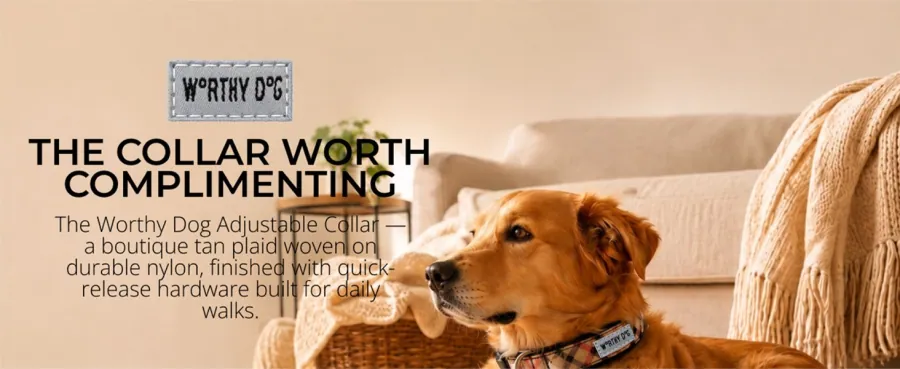 WORTHY DOG
THE COLLAR WORTH
COMPLIMENTING
The Worthy Dog Adjustable Collar —
a boutique tan plaid woven on
durable nylon, finished with quick-
release hardware built for daily
walks.
WORTHY DOG